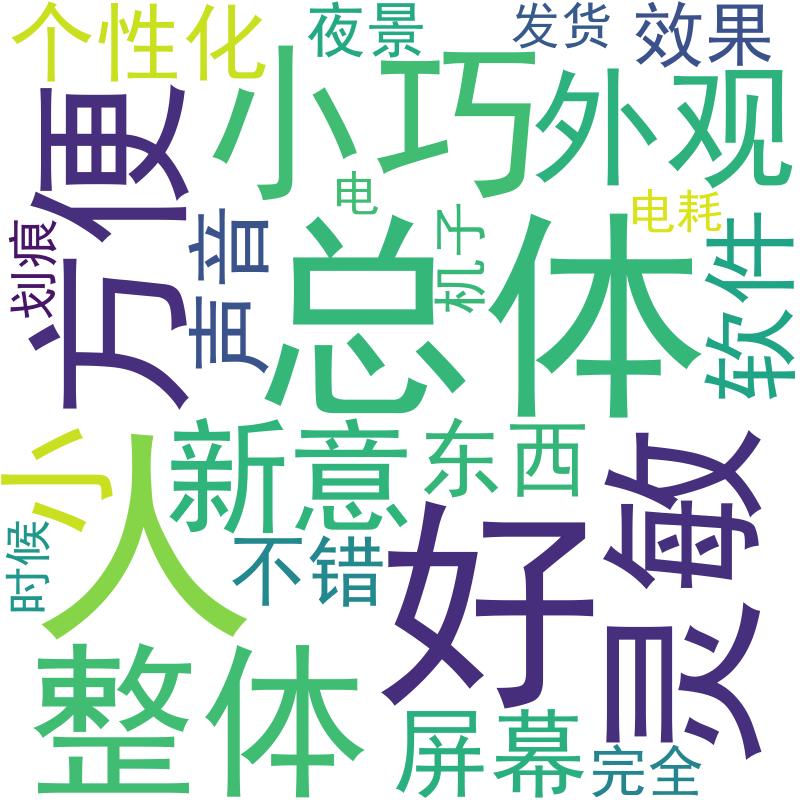 个性化
夜景
发货
效果
方便
小巧
外观
电
电耗
划痕
声音
总体
机子
软件
小
人
新意
东西
灵敏
时候
不错
好
整体
屏幕
完全